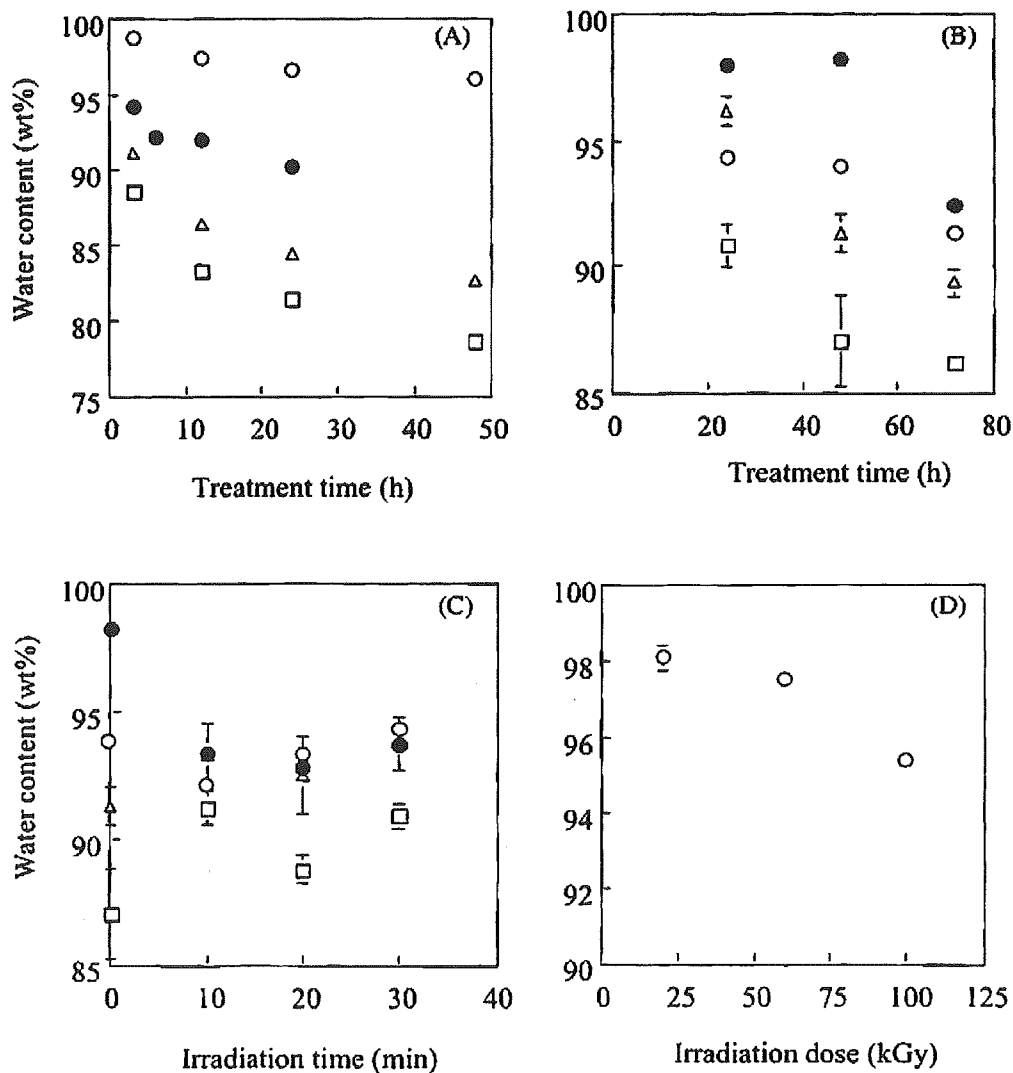 (A)
100
95
90
85
80
75
Water content (wt%)
0 10 20 30 40 50
Treatment time (h)
(B)
100
95
90
85
0 20 40 60 80
Treatment time (h)
(C)
100
95
90
85
Water content (wt%)
0 10 20 30 40
Irradiation time (min)
(D)
100
98
96
94
92
90
0 25 50 75 100 125
Irradiation dose (kGy)